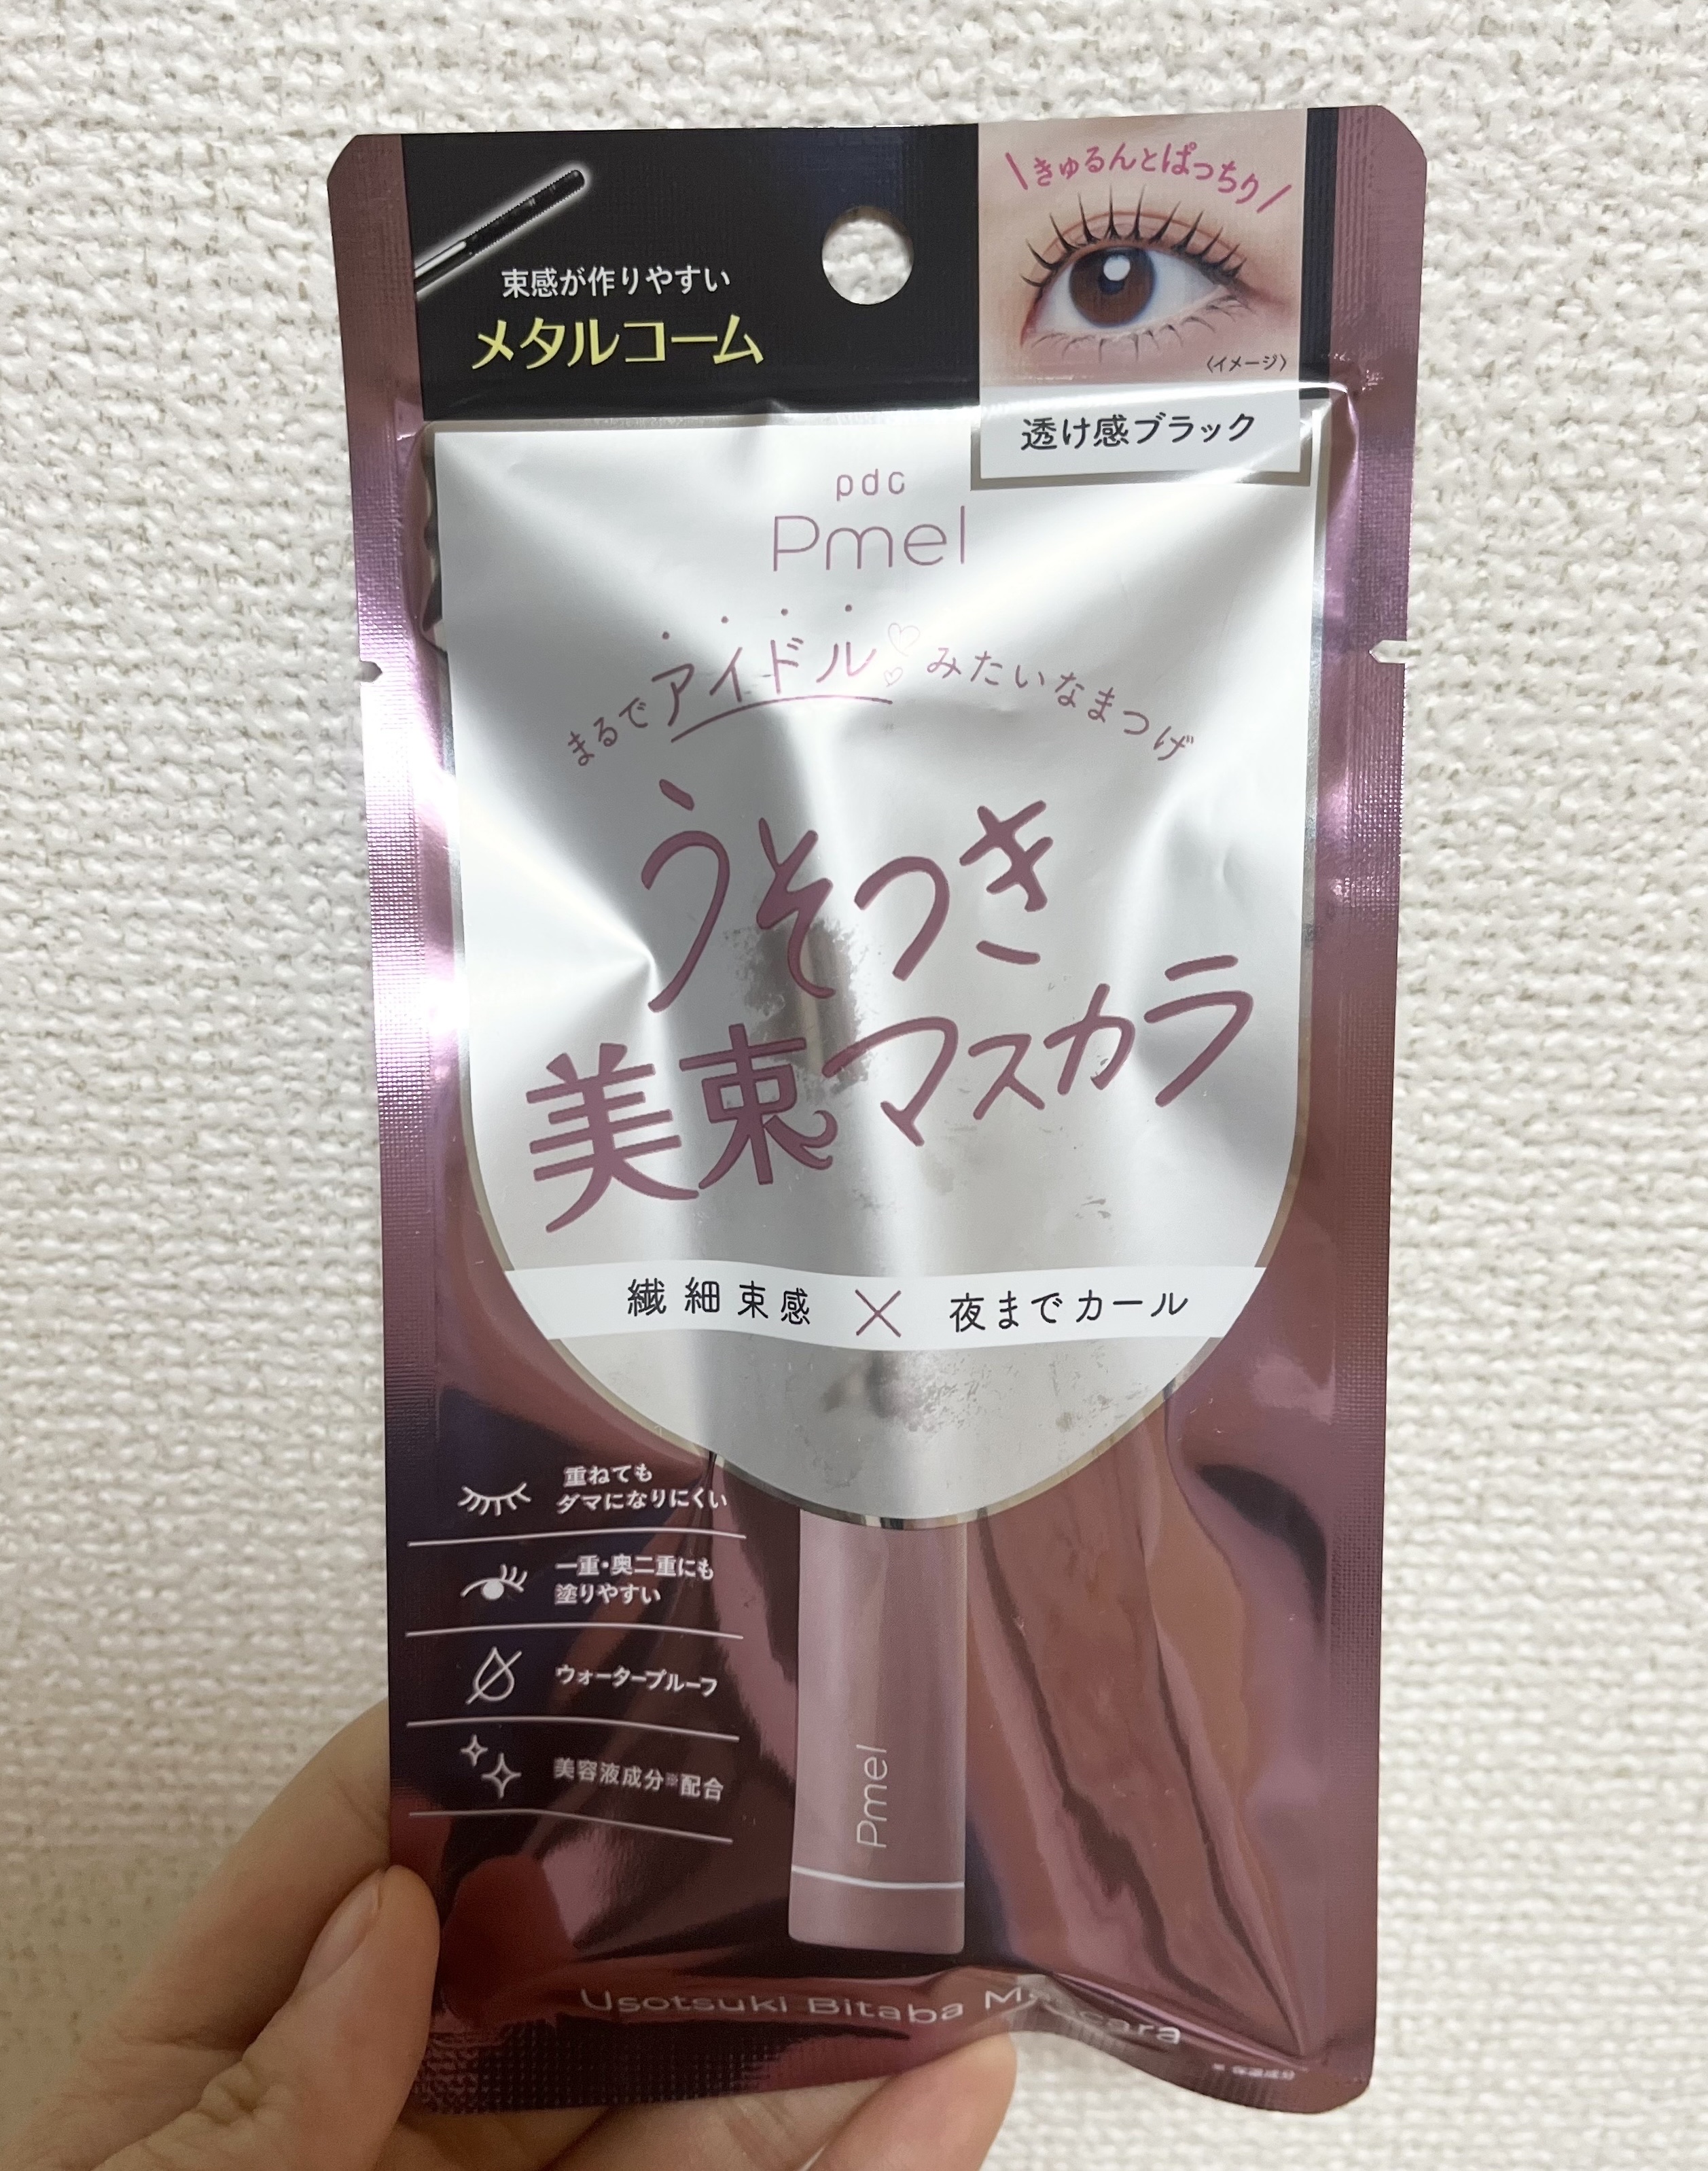 束感が作りやすい
メタルコーム
きゅるんとぱっちり
〈イメージ〉
透け感ブラック
pdc
Pmel
まるでアイドルみたいなまつげ
うそつき
美束マスカラ
繊細束感×夜までカール
重ねても
ダマになりにくい
一重・奥二重にも
塗りやすい
ウォータープルーフ
美容液成分※配合
Pmel
Usotsuki Bitaba Mascara